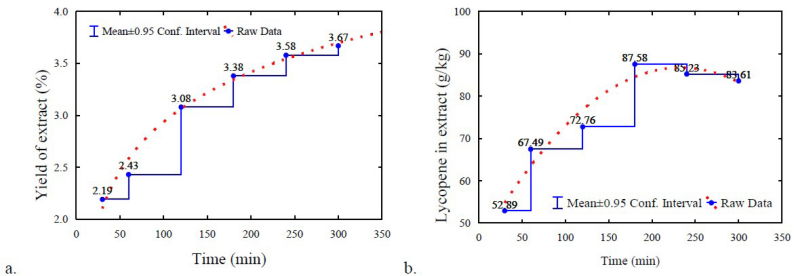 Mean±0.95 Conf. Interval Raw Data
Yield of extract (%)
4.0
3.5
3.0
2.5
2.0
2.19
2.43
3.08
3.38
3.58
3.67
0 50 100 150 200 250 300 350
Time (min)
a.
Lycopene in extract (g/kg)
100
90
80
70
60
50
52.89
67.49
72.76
87.58
85.23
83.61
Mean±0.95 Conf. Interval Raw Data
0 50 100 150 200 250 300 350
Time (min)
b.